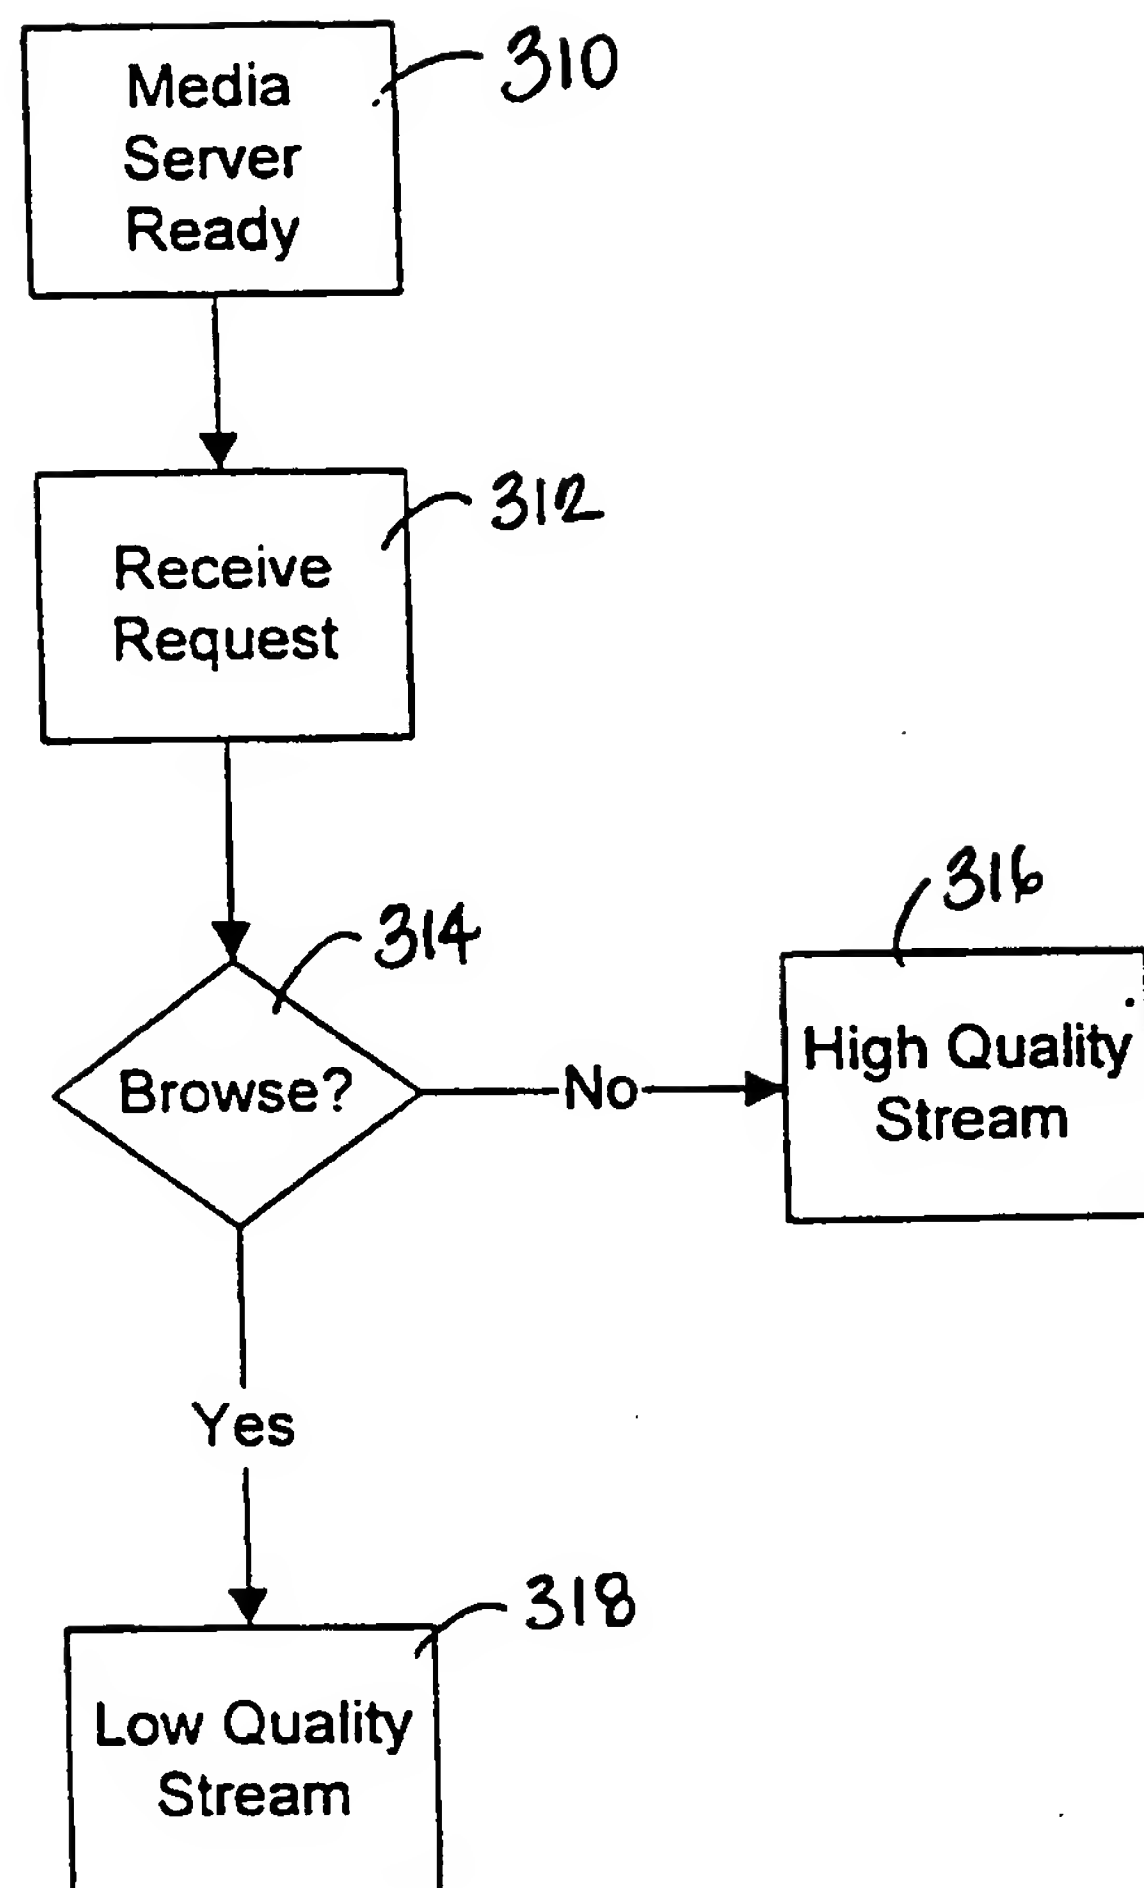 310
Media
Server
Ready
312
Receive
Request
314
Browse?
No
316
High Quality
Stream
Yes
318
Low Quality
Stream